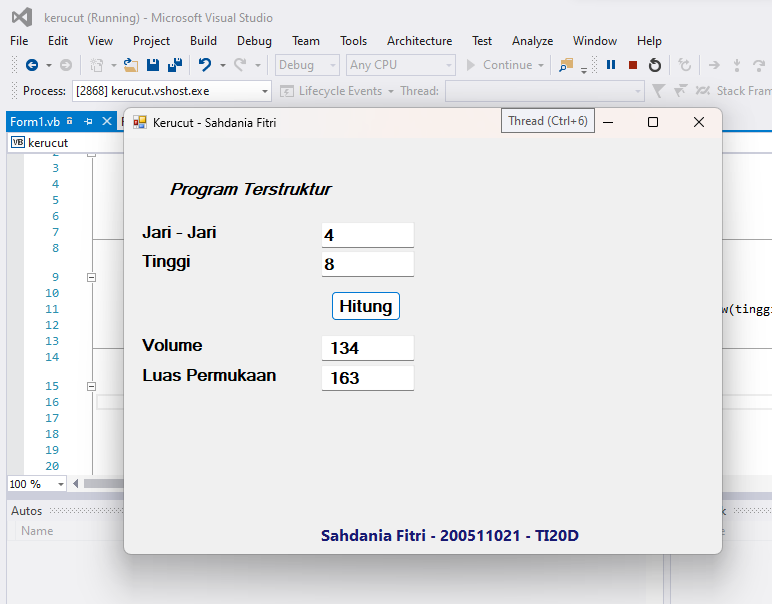 kerucut (Running) - Microsoft Visual Studio
File Edit View Project Build Debug Team Tools Architecture Test Analyze Window Help
Debug Any CPU Continue
Process: [2868] kerucut.vshost.exe Lifecycle Events Thread: Stack Fram
Form1.vb
Kerucut - Sahdania Fitri
Thread (Ctrl+6)
VB kerucut
2
3
4
5
6
7
8
9
10
11
12
13
14
15
16
17
18
19
20
w(tinggi
Program Terstruktur
Jari - Jari 4
Tinggi 8
Hitung
Volume 134
Luas Permukaan 163
Sahdania Fitri - 200511021 - TI20D
100 %
Autos
Name